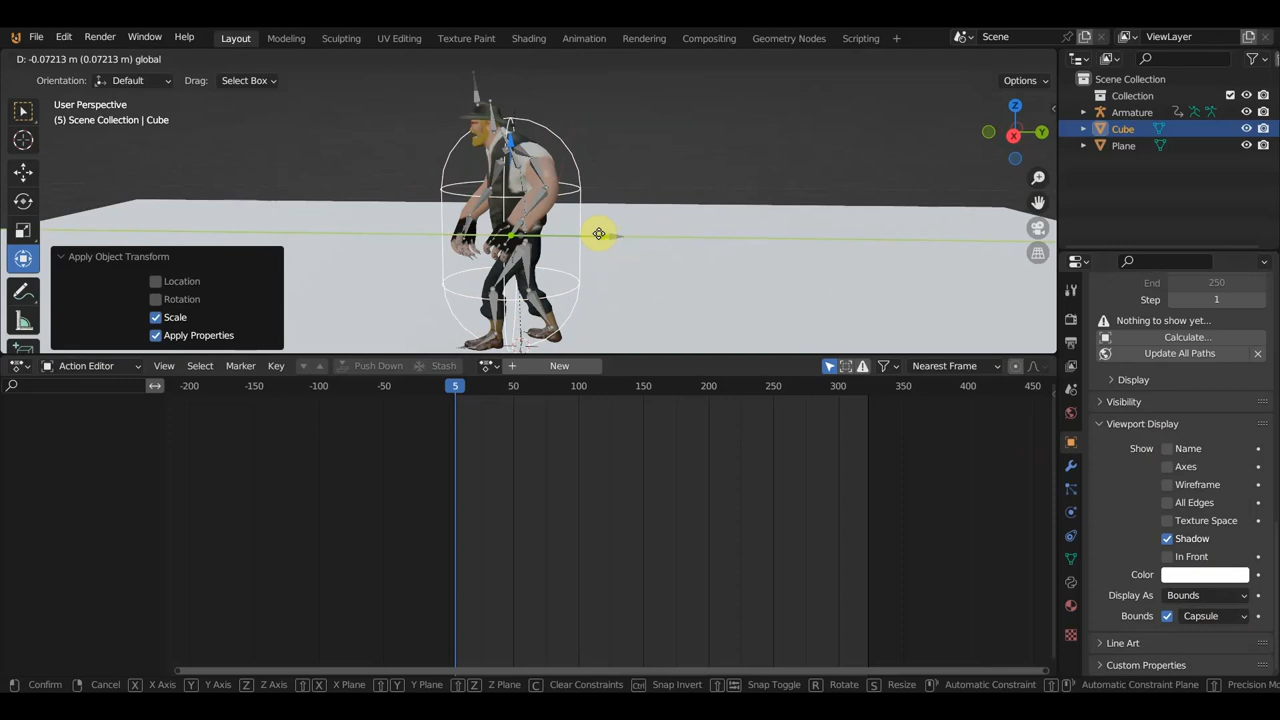 File Edit Render Window Help Layout Modeling Sculpting UV Editing Texture Paint Shading Animation Rendering Compositing Geometry Nodes Scripting + Scene ViewLayer
D: -0.07213 m (0.07213 m) global
Orientation: Default Drag: Select Box Options
User Perspective
(5) Scene Collection | Cube
Scene Collection
Collection
Armature
Cube
Plane
Z
Y
X
Apply Object Transform
Location
Rotation
Scale
Apply Properties
End 250
Step 1
Nothing to show yet...
Calculate...
Update All Paths
Display
Visibility
Viewport Display
Show Name
Axes
Wireframe
All Edges
Texture Space
Shadow
In Front
Color
Display As Bounds
Bounds Capsule
Line Art
Custom Properties
Action Editor View Select Marker Key Push Down Stash + New Nearest Frame
-200 -150 -100 -50 5 50 100 150 200 250 300 350 400 450
Confirm Cancel X X Axis Y Y Axis Z Z Axis X X Plane Y Y Plane Z Z Plane C Clear Constraints Ctrl Snap Invert Snap Toggle R Rotate S Resize Automatic Constraint Automatic Constraint Plane Precision Mo